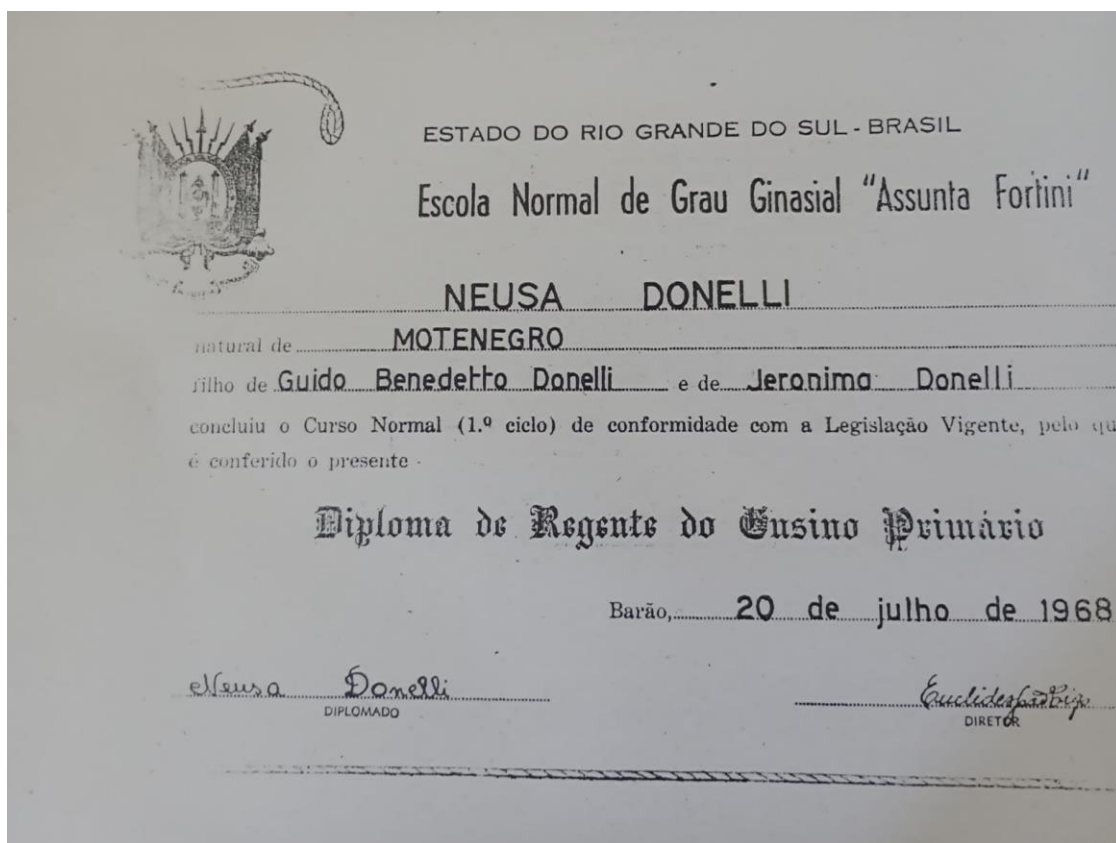 ESTADO DO RIO GRANDE DO SUL - BRASIL
Escola Normal de Grau Ginasial "Assunta Fortini"
NEUSA DONELLI
natural de MOTENEGRO
filho de Guido Benedetto Donelli e de Jeronima Donelli
concluiu o Curso Normal (1.º ciclo) de conformidade com a Legislação Vigente, pelo qu
é conferido o presente
Diploma de Regente do Ensino Primário
Barão, 20 de julho de 1968
Neusa Donelli
DIPLOMADO
Euclides
DIRETOR